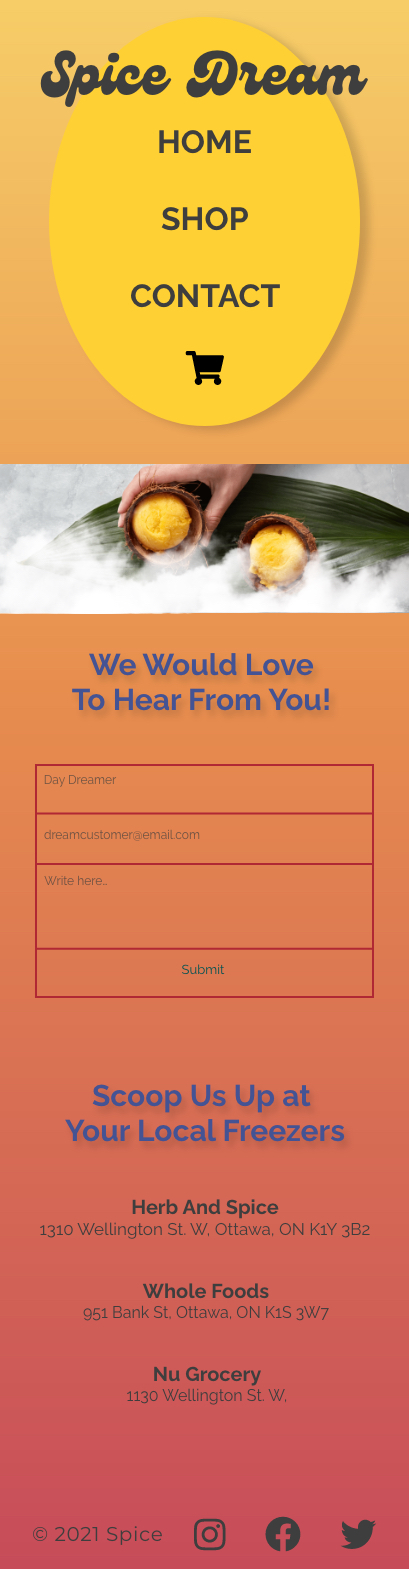 Spice Dream
HOME
SHOP
CONTACT
We Would Love
To Hear From You!
Day Dreamer
dreamcustomer@email.com
Write here...
Submit
Scoop Us Up at
Your Local Freezers
Herb And Spice
1310 Wellington St. W, Ottawa, ON K1Y 3B2
Whole Foods
951 Bank St, Ottawa, ON K1S 3W7
Nu Grocery
1130 Wellington St. W,
© 2021 Spice